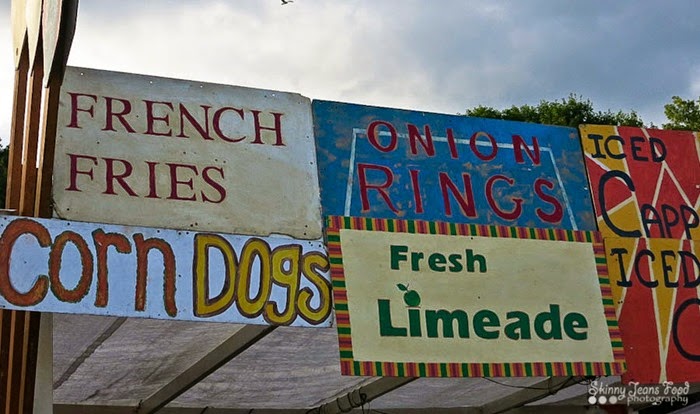 FRENCH
FRIES
ONION
RINGS
ICED
CAPP
ICED
C
Corn Dogs
Fresh
Limeade
Skinny Jeans Food
photography